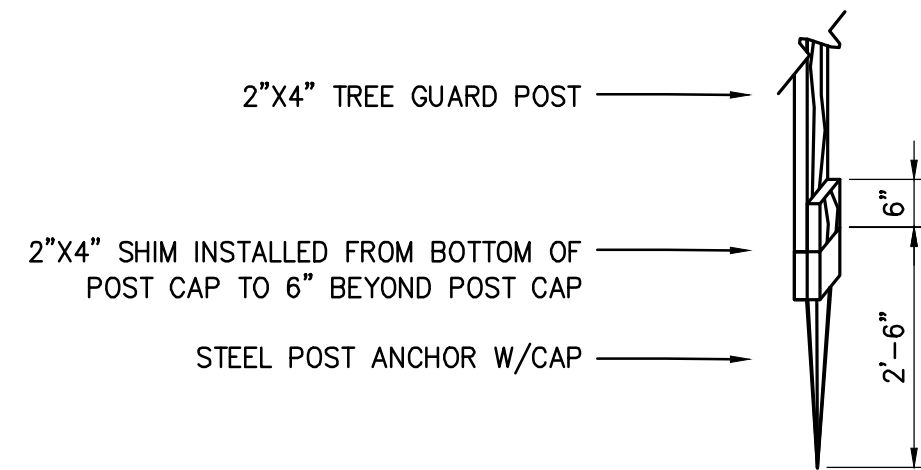 2"X4" TREE GUARD POST
6"
2"X4" SHIM INSTALLED FROM BOTTOM OF
POST CAP TO 6" BEYOND POST CAP
STEEL POST ANCHOR W/CAP
2'-6"